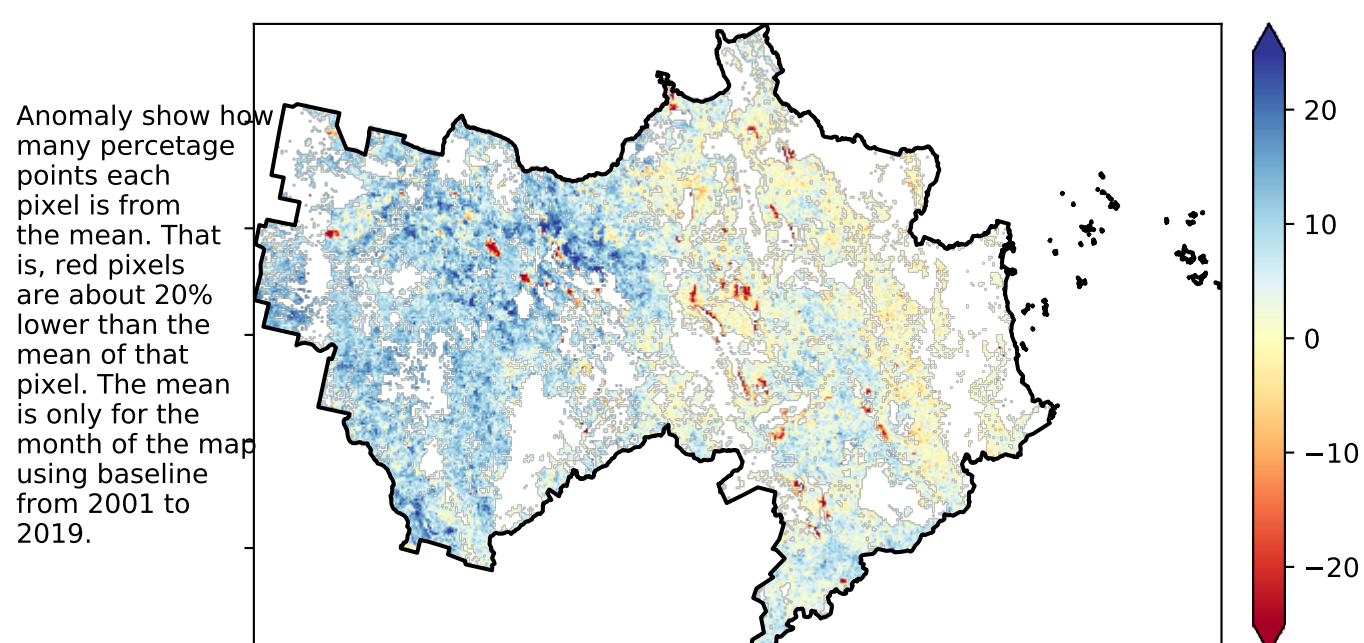 Anomaly show how
many percetage
points each
pixel is from
the mean. That
is, red pixels
are about 20%
lower than the
mean of that
pixel. The mean
is only for the
month of the map
using baseline
from 2001 to
2019.
20
10
0
−10
−20